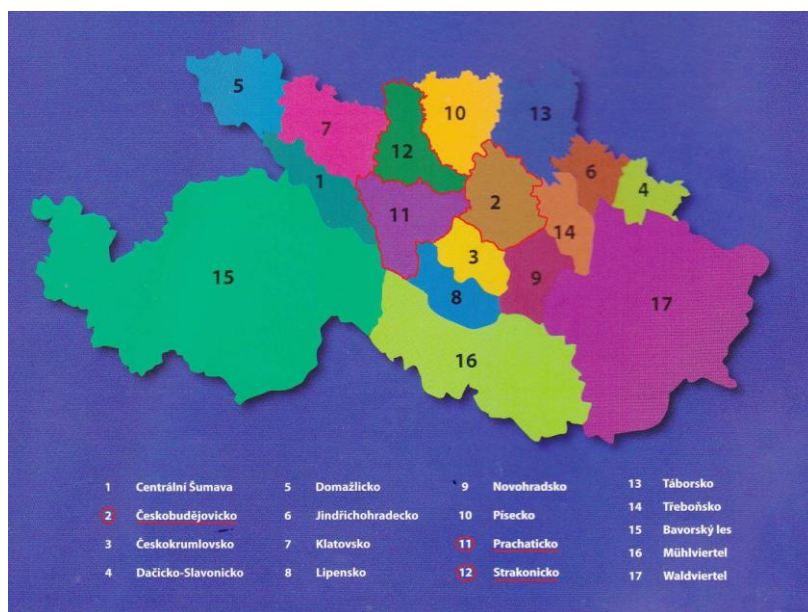 5
7
10
13
12
6
4
1
11
2
14
15
3
9
8
17
16
1 Centrální Šumava
2 Českobudějovicko
3 Českokrumlovsko
4 Dačicko-Slavonicko
5 Domažlicko
6 Jindřichohradecko
7 Klatovsko
8 Lipensko
9 Novohradsko
10 Písecko
11 Prachaticko
12 Strakonicko
13 Táborsko
14 Třeboňsko
15 Bavorský les
16 Mühlviertel
17 Waldviertel